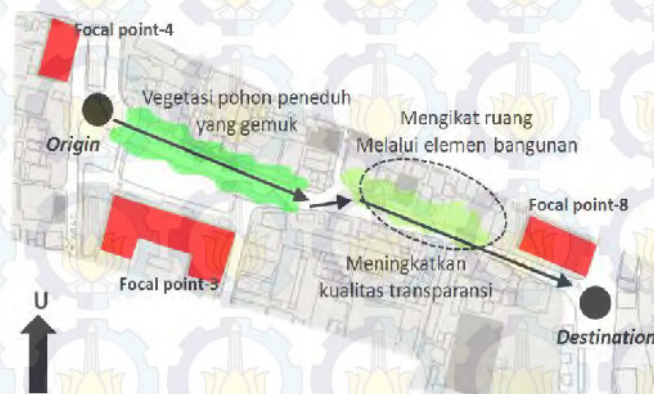 Focal point-4
Vegetasi pohon peneduh
yang gemuk
Mengikat ruang
Melalui elemen bangunan
Origin
Focal point-8
Focal point-3
Meningkatkan
kualitas transparansi
U
Destination